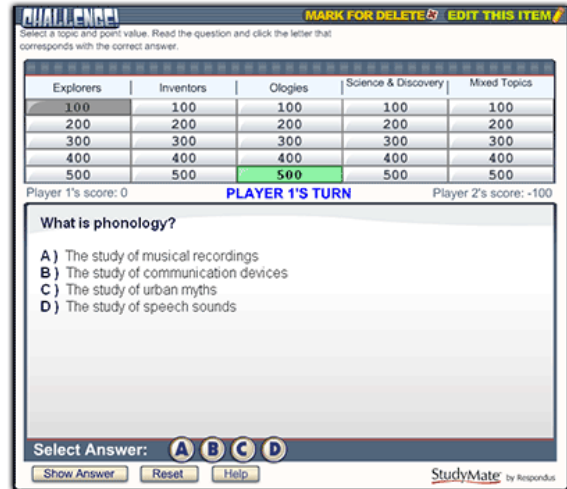 CHALLENGE!
MARK FOR DELETE EDIT THIS ITEM
Select a topic and point value. Read the question and click the letter that
corresponds with the correct answer.
Explorers Inventors Ologies Science & Discovery Mixed Topics
100 100 100 100 100
200 200 200 200 200
300 300 300 300 300
400 400 400 400 400
500 500 500 500 500
Player 1's score: 0 PLAYER 1'S TURN Player 2's score: -100
What is phonology?
A ) The study of musical recordings
B ) The study of communication devices
C ) The study of urban myths
D ) The study of speech sounds
Select Answer: A B C D
Show Answer Reset Help StudyMate by Respondus